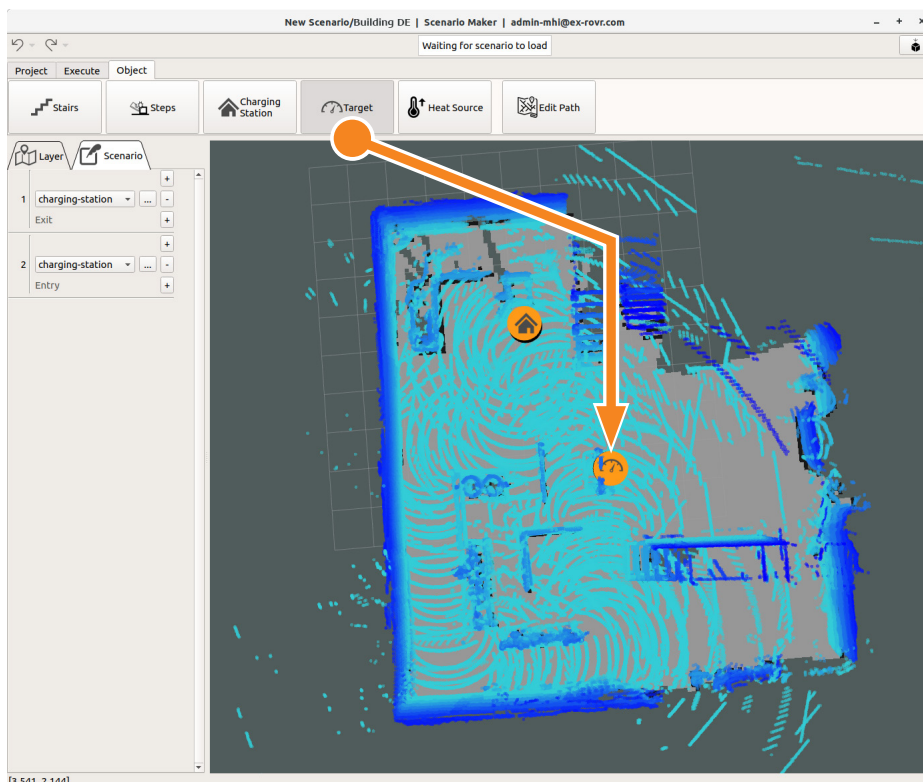 New Scenario/Building DE | Scenario Maker | admin-mhi@ex-rovr.com
Waiting for scenario to load
Project Execute Object
Stairs
Steps
Charging
Station
Target
Heat Source
Edit Path
Layer Scenario
+
1 charging-station ... -
Exit +
+
2 charging-station ... -
Entry +
[3.541, 2.144]